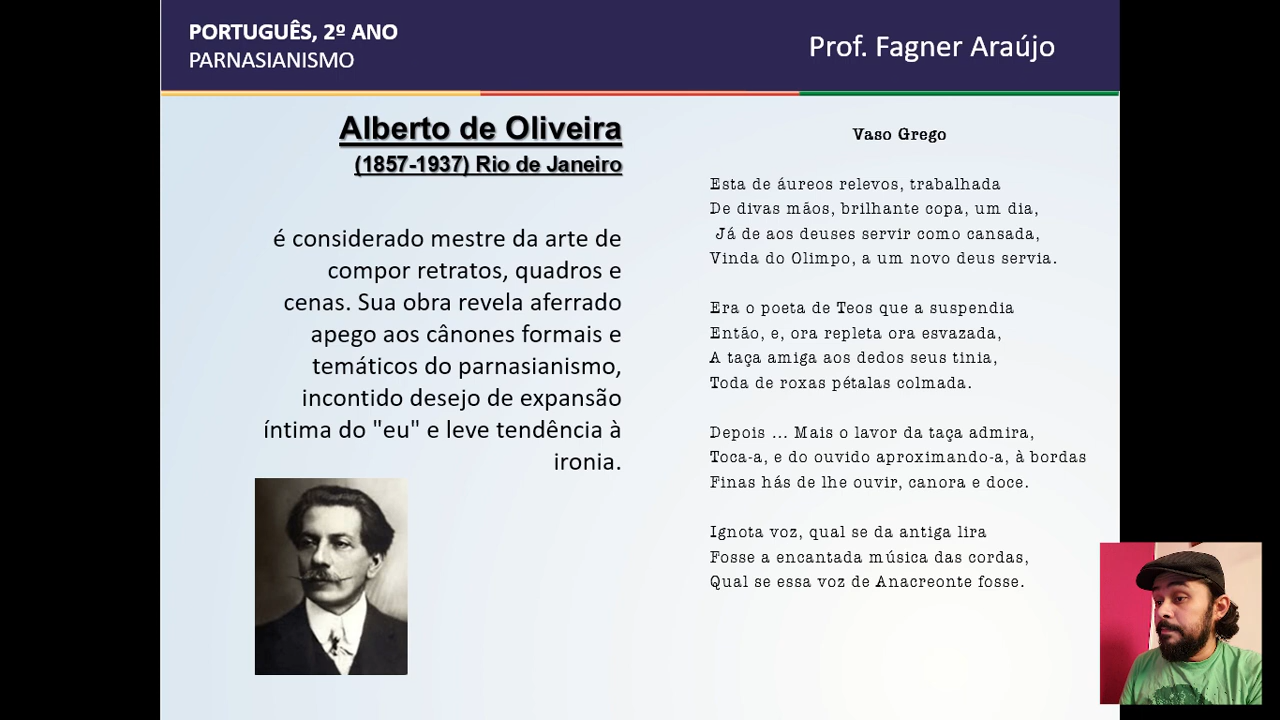 PORTUGUÊS, 2º ANO
PARNASIANISMO
Prof. Fagner Araújo
Alberto de Oliveira
(1857-1937) Rio de Janeiro
é considerado mestre da arte de
compor retratos, quadros e
cenas. Sua obra revela aferrado
apego aos cânones formais e
temáticos do parnasianismo,
incontido desejo de expansão
íntima do "eu" e leve tendência à
ironia.
Vaso Grego
Esta de áureos relevos, trabalhada
De divas mãos, brilhante copa, um dia,
Já de aos deuses servir como cansada,
Vinda do Olimpo, a um novo deus servia.
Era o poeta de Teos que a suspendia
Então, e, ora repleta ora esvazada,
A taça amiga aos dedos seus tinia,
Toda de roxas pétalas colmada.
Depois ... Mais o lavor da taça admira,
Toca-a, e do ouvido aproximando-a, à bordas
Finas hás de lhe ouvir, canora e doce.
Ignota voz, qual se da antiga lira
Fosse a encantada música das cordas,
Qual se essa voz de Anacreonte fosse.